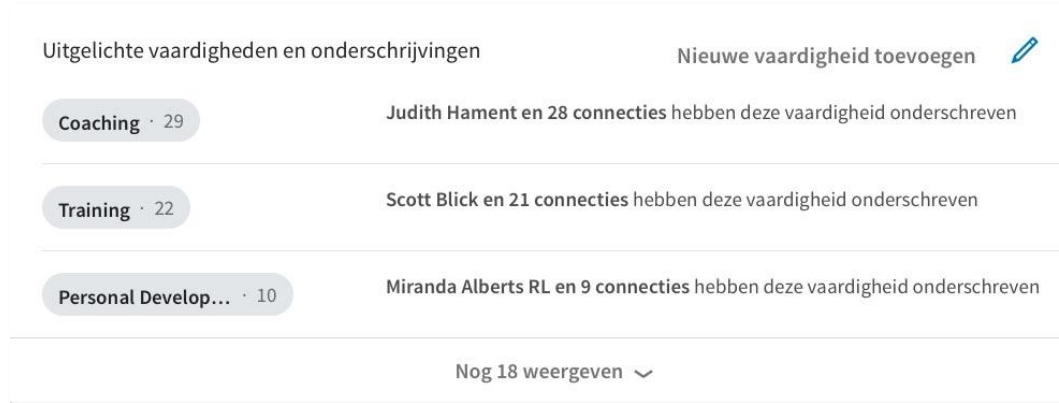 Uitgelichte vaardigheden en onderschrijvingen
Nieuwe vaardigheid toevoegen
Coaching · 29
Judith Hament en 28 connecties hebben deze vaardigheid onderschreven
Training · 22
Scott Blick en 21 connecties hebben deze vaardigheid onderschreven
Personal Develop... · 10
Miranda Alberts RL en 9 connecties hebben deze vaardigheid onderschreven
Nog 18 weergeven